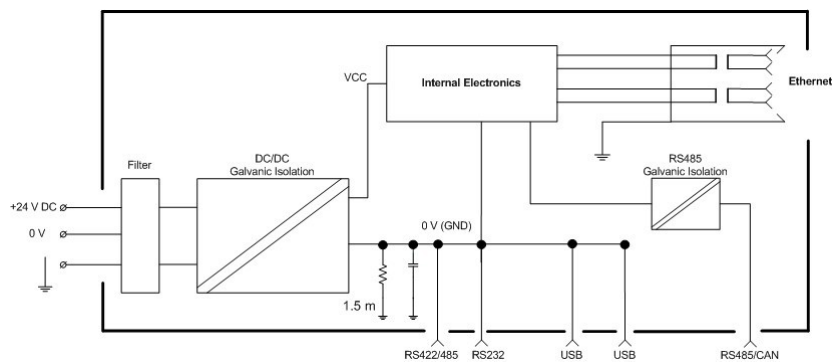 VCC
Internal Electronics
Ethernet
Filter
DC/DC
Galvanic Isolation
RS485
Galvanic Isolation
+24 V DC
0 V
0 V (GND)
1.5 m
RS422/485
RS232
USB
USB
RS485/CAN